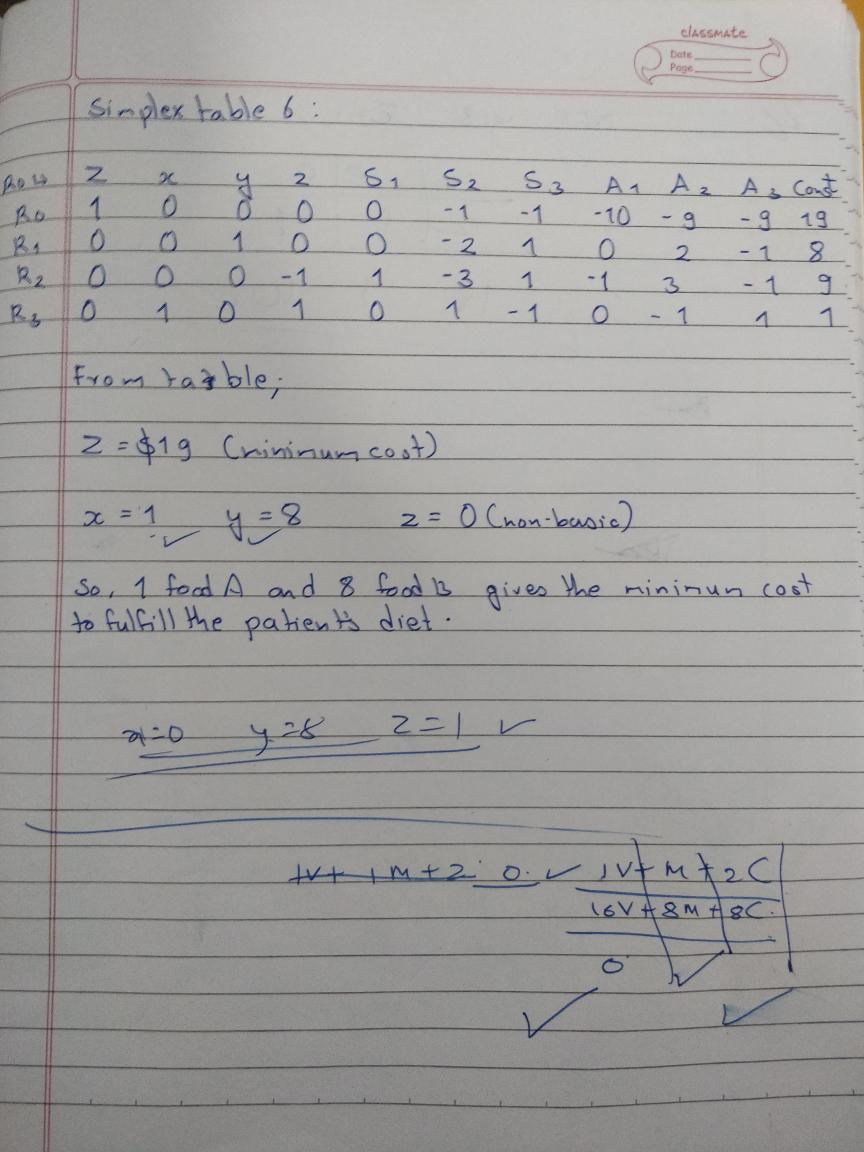 classmate
Date
Page
Simplex table 6 :
Row Z x y z S1 S2 S3 A1 A2 A3 Const
R0 1 0 0 0 0 -1 -1 -10 -9 -9 19
R1 0 0 1 0 0 -2 1 0 2 -1 8
R2 0 0 0 -1 1 -3 1 -1 3 -1 9
R3 0 1 0 1 0 1 -1 0 -1 1 1
From table;
Z = $19 (mininum cost)
x = 1 y = 8 z = 0 (non-basic)
So, 1 food A and 8 food B gives the mininun cost
to fulfill the patient's diet.
x=0 y=8 z=1
1V+ 1M+2 0. 1V+ M+ 2C
16V+ 8M+ 8C.
0